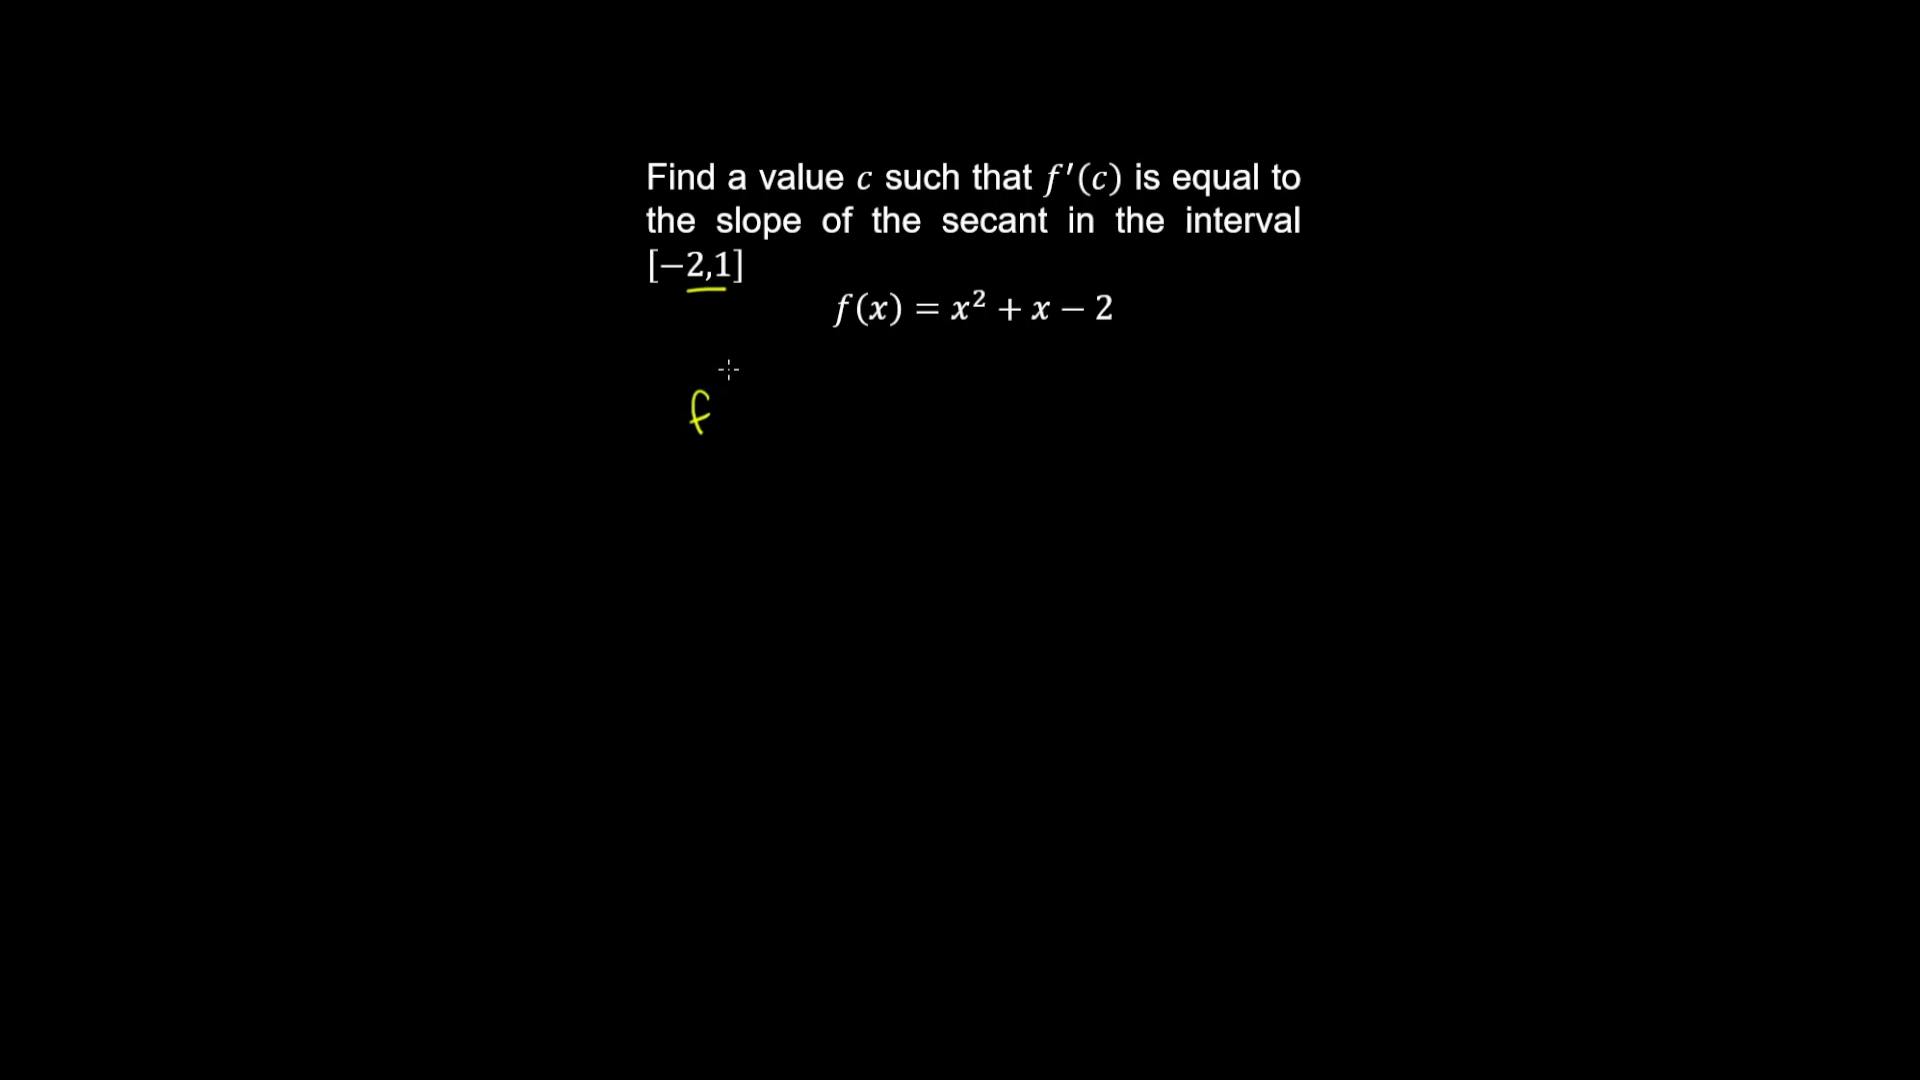 Find a value c such that f′(c) is equal to
the slope of the secant in the interval
[−2,1]
f(x) = x² + x − 2
f